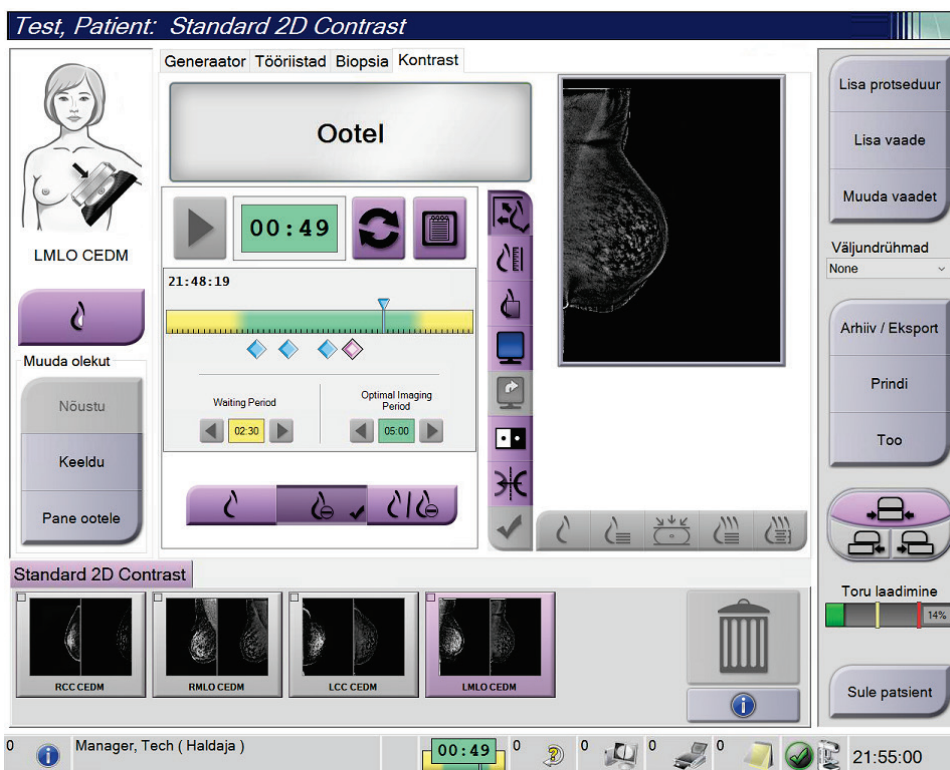 Test, Patient: Standard 2D Contrast
LMLO CEDM
Muuda olekut
Nõustu
Keeldu
Pane ootele
Generaator Tööriistad Biopsia Kontrast
Ootel
00:49
21:48:19
Waiting Period
02:30
Optimal Imaging
Period
05:00
Lisa protseduur
Lisa vaade
Muuda vaadet
Väljundrühmad
None
Arhiiv / Eksport
Prindi
Too
Toru laadimine
14%
Sule patsient
Standard 2D Contrast
RCC CEDM
RMLO CEDM
LCC CEDM
LMLO CEDM
0
Manager, Tech ( Haldaja )
00:49
0
0
0
0
21:55:00